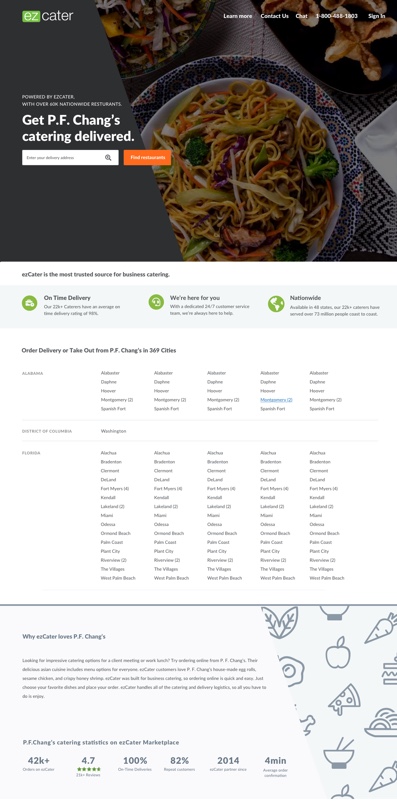 ezcater
Learn more Contact Us Chat 1-800-488-1803 Sign In
POWERED BY EZCATER.
WITH OVER 60K NATIONWIDE RESTURANTS.
Get P.F. Chang's
catering delivered.
Enter your delivery address
Find restaurants
ezCater is the most trusted source for business catering.
On Time Delivery
Our 22k+ Caterers have an average on
time delivery rating of 98%.
We're here for you
With a dedicated 24/7 customer service
team, we're always here to help.
Nationwide
Available in 48 states, our 22k+ caterers have
served over 73 million people coast to coast.
Order Delivery or Take Out from P.F. Chang's in 369 Cities
ALABAMA
Alabaster Alabaster Alabaster Alabaster Alabaster
Daphne Daphne Daphne Daphne Daphne
Hoover Hoover Hoover Hoover Hoover
Montgomery (2) Montgomery (2) Montgomery (2) Montgomery (2) Montgomery (2)
Spanish Fort Spanish Fort Spanish Fort Spanish Fort Spanish Fort
DISTRICT OF COLUMBIA Washington
FLORIDA
Alachua Alachua Alachua Alachua Alachua
Bradenton Bradenton Bradenton Bradenton Bradenton
Clermont Clermont Clermont Clermont Clermont
DeLand DeLand DeLand DeLand DeLand
Fort Myers (4) Fort Myers (4) Fort Myers (4) Fort Myers (4) Fort Myers (4)
Kendall Kendall Kendall Kendall Kendall
Lakeland (2) Lakeland (2) Lakeland (2) Lakeland (2) Lakeland (2)
Miami Miami Miami Miami Miami
Odessa Odessa Odessa Odessa Odessa
Ormond Beach Ormond Beach Ormond Beach Ormond Beach Ormond Beach
Palm Coast Palm Coast Palm Coast Palm Coast Palm Coast
Plant City Plant City Plant City Plant City Plant City
Riverview (2) Riverview (2) Riverview (2) Riverview (2) Riverview (2)
The Villages The Villages The Villages The Villages The Villages
West Palm Beach West Palm Beach West Palm Beach West Palm Beach West Palm Beach
Why ezCater loves P.F. Chang's
Looking for impressive catering options for a client meeting or work lunch? Try ordering online from P. F. Chang's. Their
delicious asian cuisine includes menu options for everyone. ezCater customers love P.F. Chang's house-made egg rolls,
sesame chicken, and crispy honey shrimp. ezCater was built for business catering, so ordering online is quick and easy. Just
choose your favorite dishes and place your order. ezCater handles all of the catering and delivery logistics, so all you have to
do is enjoy.
P.F.Chang's catering statistics on ezCater Marketplace
42k+ 4.7 100% 82% 2014 4min
Orders on ezCater On-Time Deliveries Repeat customers ezCater partner since Average order
confirmation
21k+ Reviews